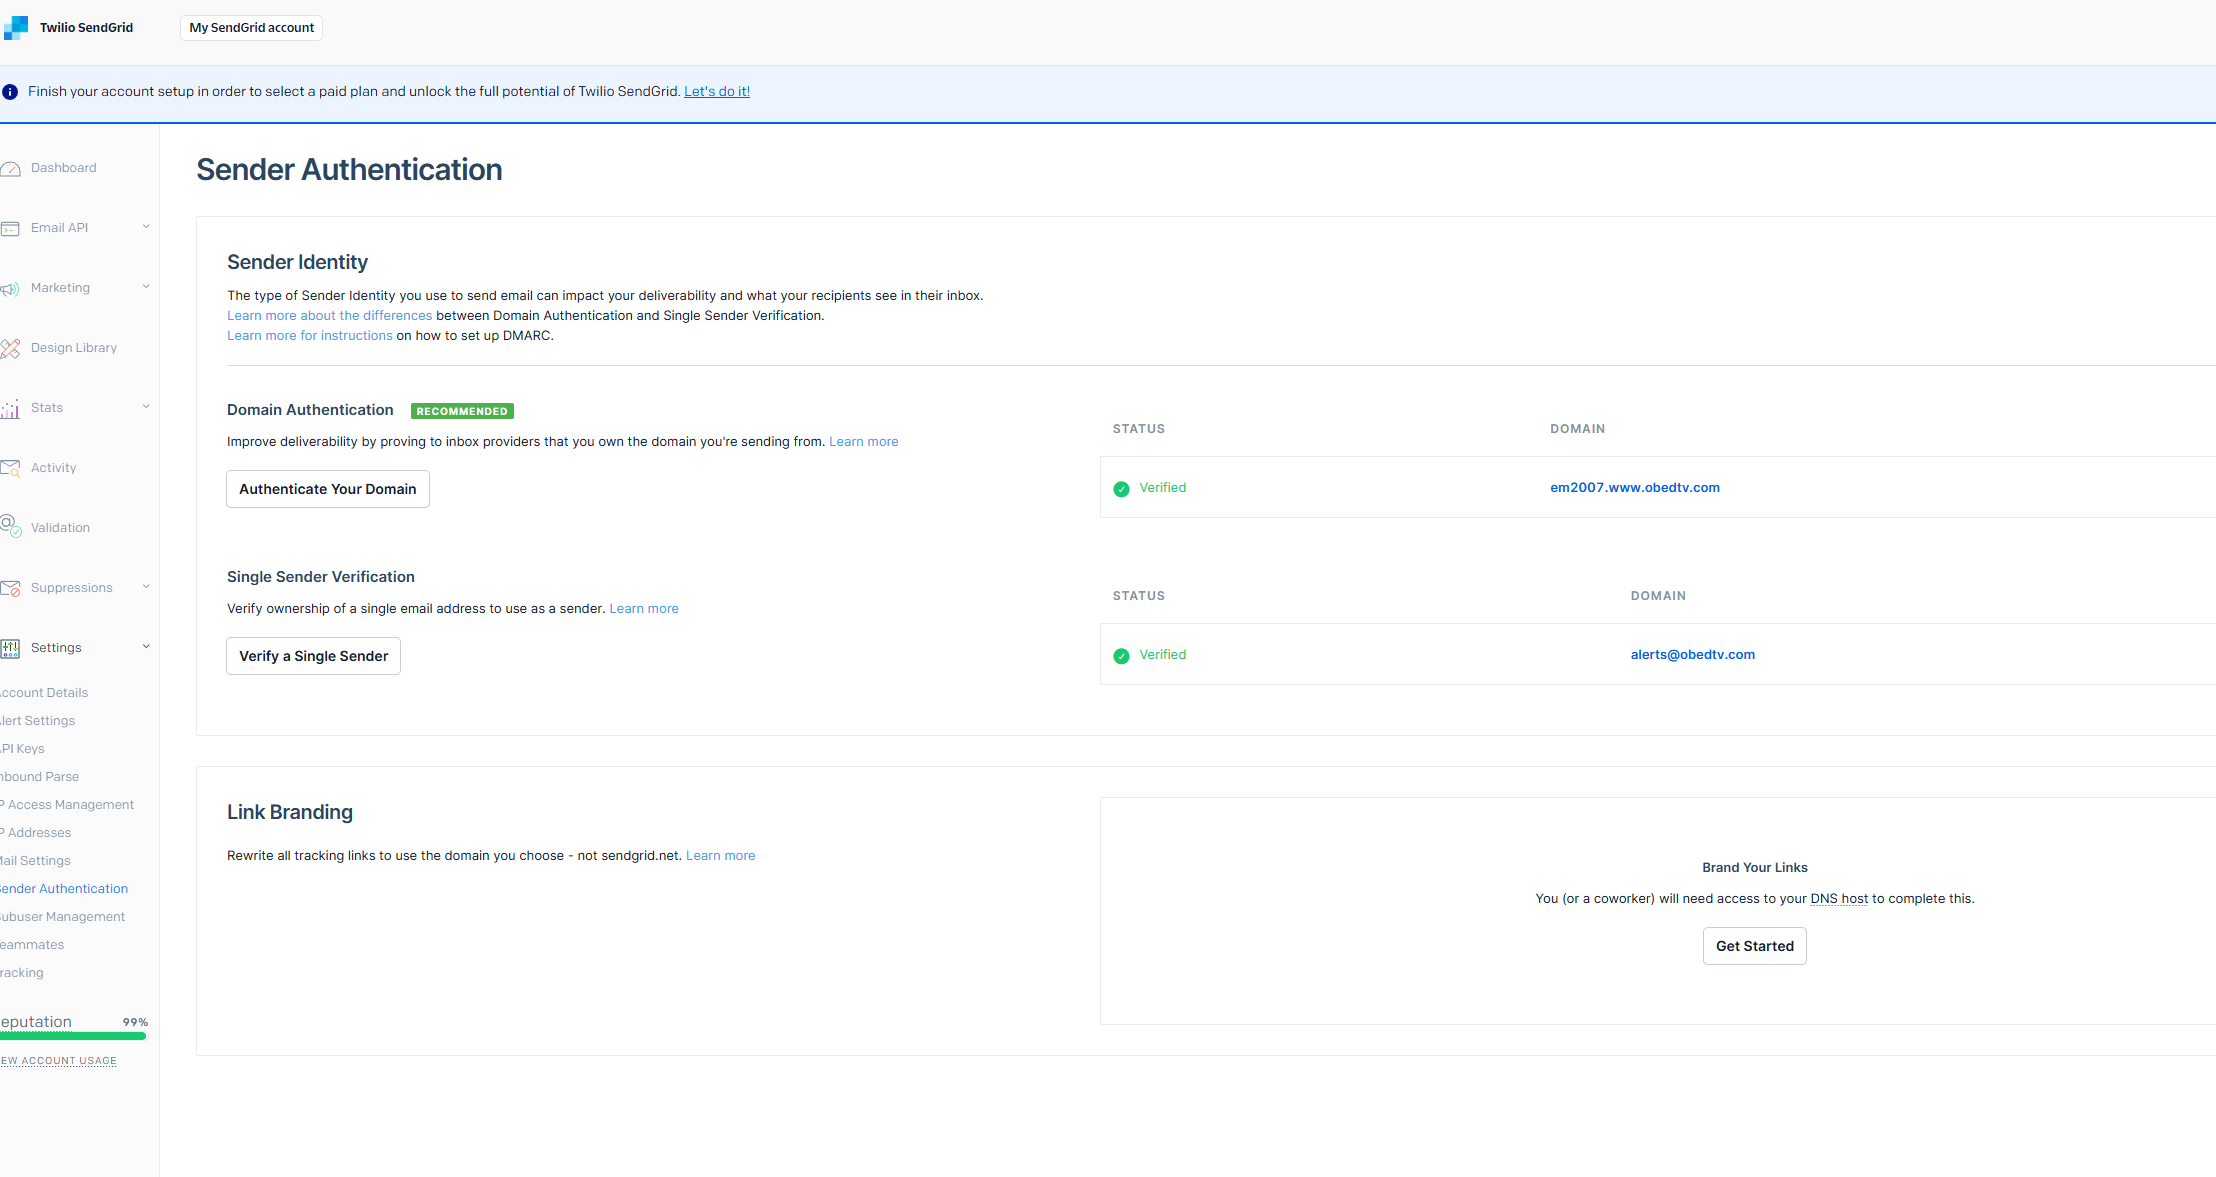 Twilio SendGrid
My SendGrid account
Finish your account setup in order to select a paid plan and unlock the full potential of Twilio SendGrid. Let's do it!
Dashboard
Email API
Marketing
Design Library
Stats
Activity
Validation
Suppressions
Settings
ccount Details
lert Settings
PI Keys
nbound Parse
P Access Management
P Addresses
ail Settings
ender Authentication
ubuser Management
eammates
racking
eputation 99%
EW ACCOUNT USAGE
Sender Authentication
Sender Identity
The type of Sender Identity you use to send email can impact your deliverability and what your recipients see in their inbox.
Learn more about the differences between Domain Authentication and Single Sender Verification.
Learn more for instructions on how to set up DMARC.
Domain Authentication RECOMMENDED
Improve deliverability by proving to inbox providers that you own the domain you're sending from. Learn more
Authenticate Your Domain
STATUS DOMAIN
Verified em2007.www.obedtv.com
Single Sender Verification
Verify ownership of a single email address to use as a sender. Learn more
Verify a Single Sender
STATUS DOMAIN
Verified alerts@obedtv.com
Link Branding
Rewrite all tracking links to use the domain you choose - not sendgrid.net. Learn more
Brand Your Links
You (or a coworker) will need access to your DNS host to complete this.
Get Started